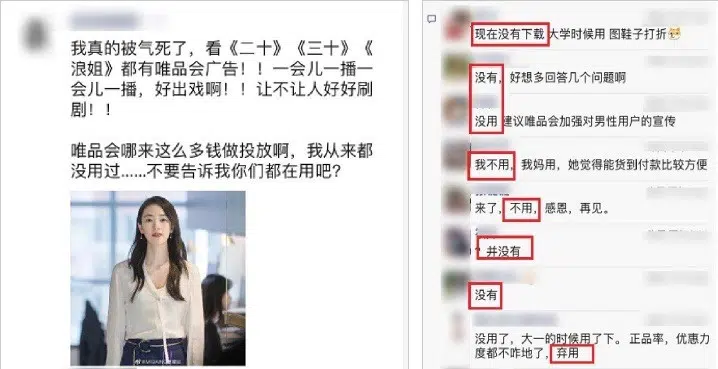 我真的被气死了，看《二十》《三十》《
浪姐》都有唯品会广告！！一会儿一播一
会儿一播，好出戏啊！！让不让人好好刷
剧！！
唯品会哪来这么多钱做投放啊，我从来都
没用过......不要告诉我你们都在用吧？
现在没有下载 大学时候用 图鞋子打折
没有，好想多回答几个问题啊
没用 建议唯品会加强对男性用户的宣传
我不用，我妈用，她觉得能货到付款比较方便
来了，不用，感恩，再见。
？并没有
没有
没用了，大一的时候用了下。正品率，优惠力
度都不咋地了，弃用